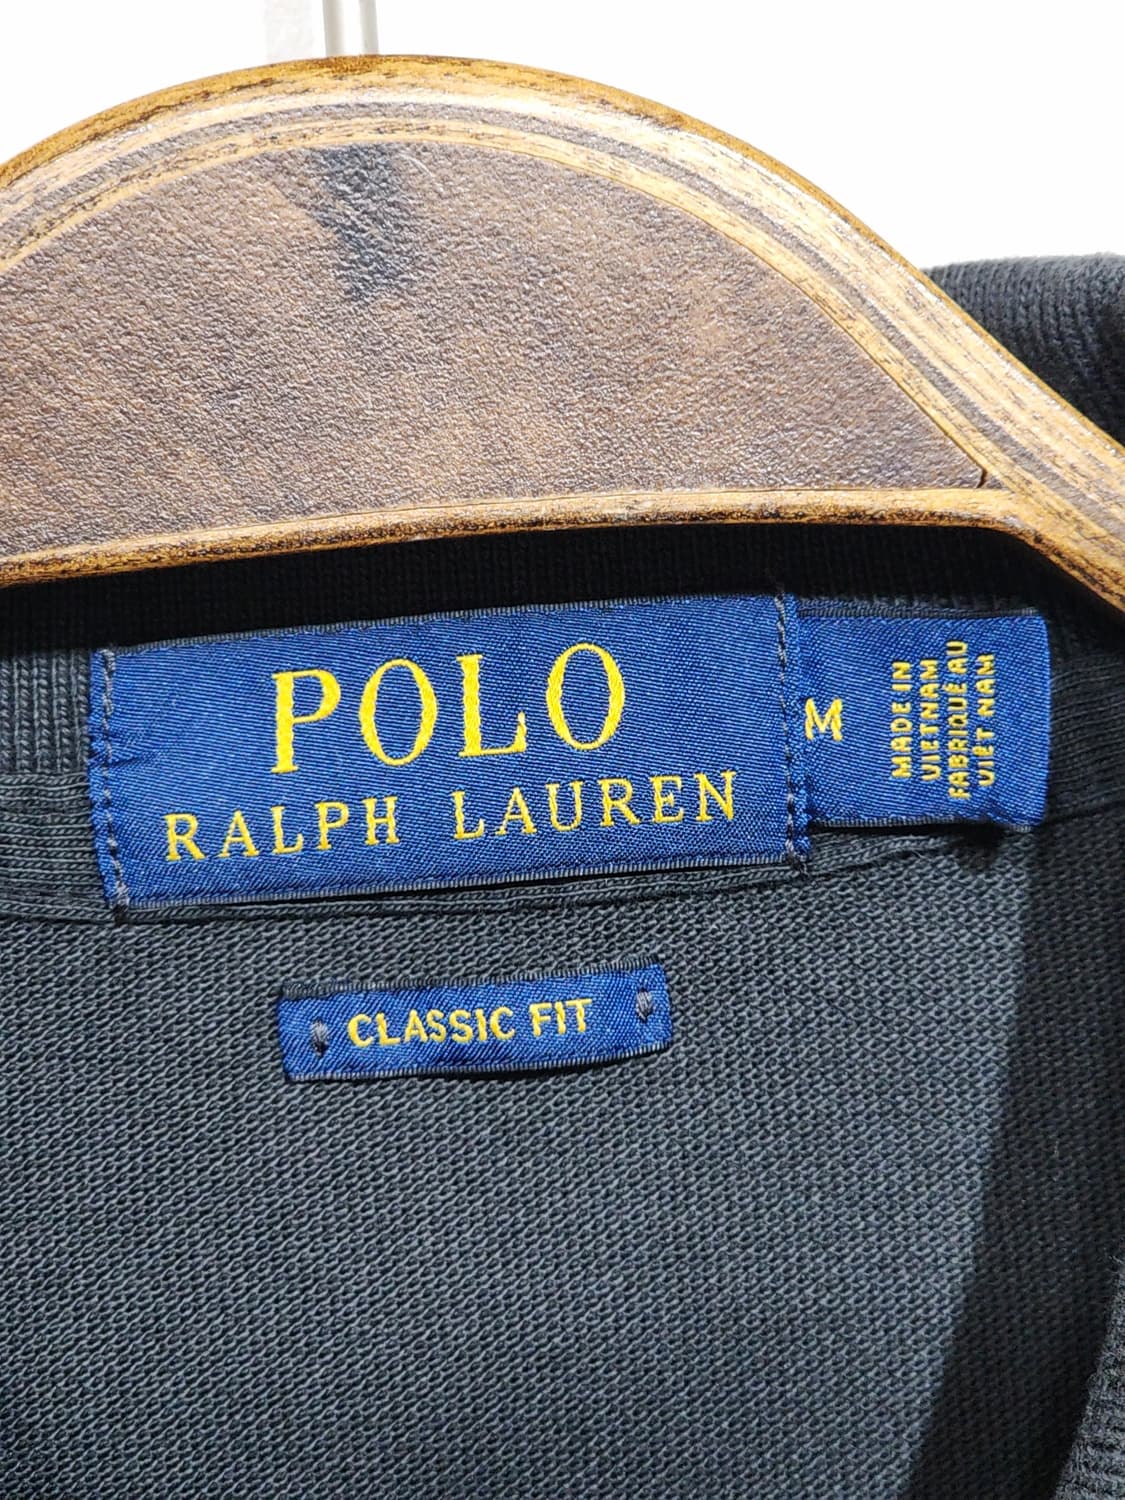 POLO
RALPH LAUREN
M
MADE IN
VIETNAM
FABRIQUÉ AU
VIÊT NAM
CLASSIC FIT